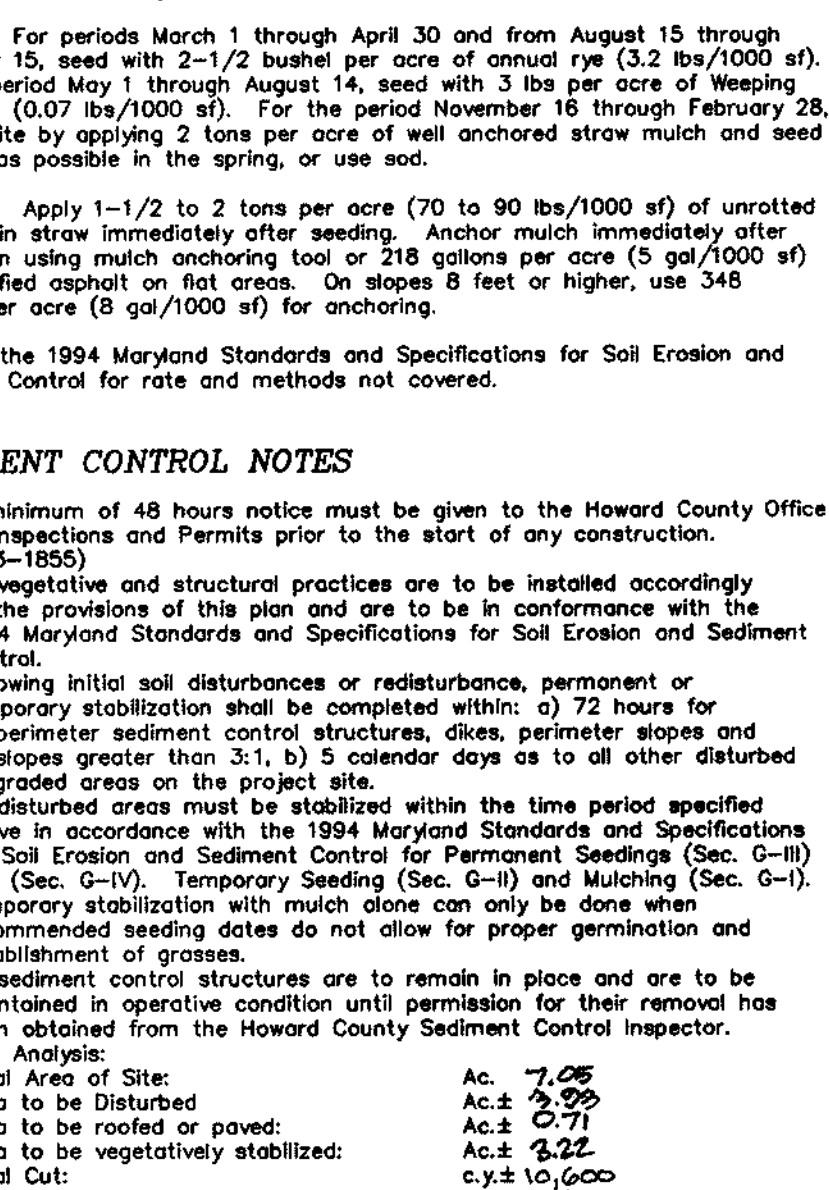 For periods March 1 through April 30 and from August 15 through
15, seed with 2-1/2 bushel per acre of annual rye (3.2 lbs/1000 sf).
period May 1 through August 14, seed with 3 lbs per acre of Weeping
(0.07 lbs/1000 sf). For the period November 16 through February 28,
ite by applying 2 tons per acre of well anchored straw mulch and seed
as possible in the spring, or use sod.
Apply 1-1/2 to 2 tons per acre (70 to 90 lbs/1000 sf) of unrotted
in straw immediately after seeding. Anchor mulch immediately after
n using mulch anchoring tool or 218 gallons per acre (5 gal/1000 sf)
fied asphalt on flat areas. On slopes 8 feet or higher, use 348
er acre (8 gal/1000 sf) for anchoring.
the 1994 Maryland Standards and Specifications for Soil Erosion and
Control for rate and methods not covered.
ENT CONTROL NOTES
minimum of 48 hours notice must be given to the Howard County Office
nspections and Permits prior to the start of any construction.
-1855)
vegetative and structural practices are to be installed accordingly
the provisions of this plan and are to be in conformance with the
4 Maryland Standards and Specifications for Soil Erosion and Sediment
trol.
owing initial soil disturbances or redisturbance, permanent or
porary stabilization shall be completed within: a) 72 hours for
perimeter sediment control structures, dikes, perimeter slopes and
slopes greater than 3:1, b) 5 calendar days as to all other disturbed
graded areas on the project site.
disturbed areas must be stabilized within the time period specified
ve in accordance with the 1994 Maryland Standards and Specifications
Soil Erosion and Sediment Control for Permanent Seedings (Sec. G-III)
(Sec. G-IV). Temporary Seeding (Sec. G-II) and Mulching (Sec. G-I).
porary stabilization with mulch alone can only be done when
ommended seeding dates do not allow for proper germination and
ablishment of grasses.
sediment control structures are to remain in place and are to be
ntained in operative condition until permission for their removal has
n obtained from the Howard County Sediment Control Inspector.
Analysis:
al Area of Site: Ac. 7.05
a to be Disturbed Ac.±
a to be roofed or paved: Ac.± 0.71
a to be vegetatively stabilized: Ac.± 3.22
al Cut: c.y.± 10,600